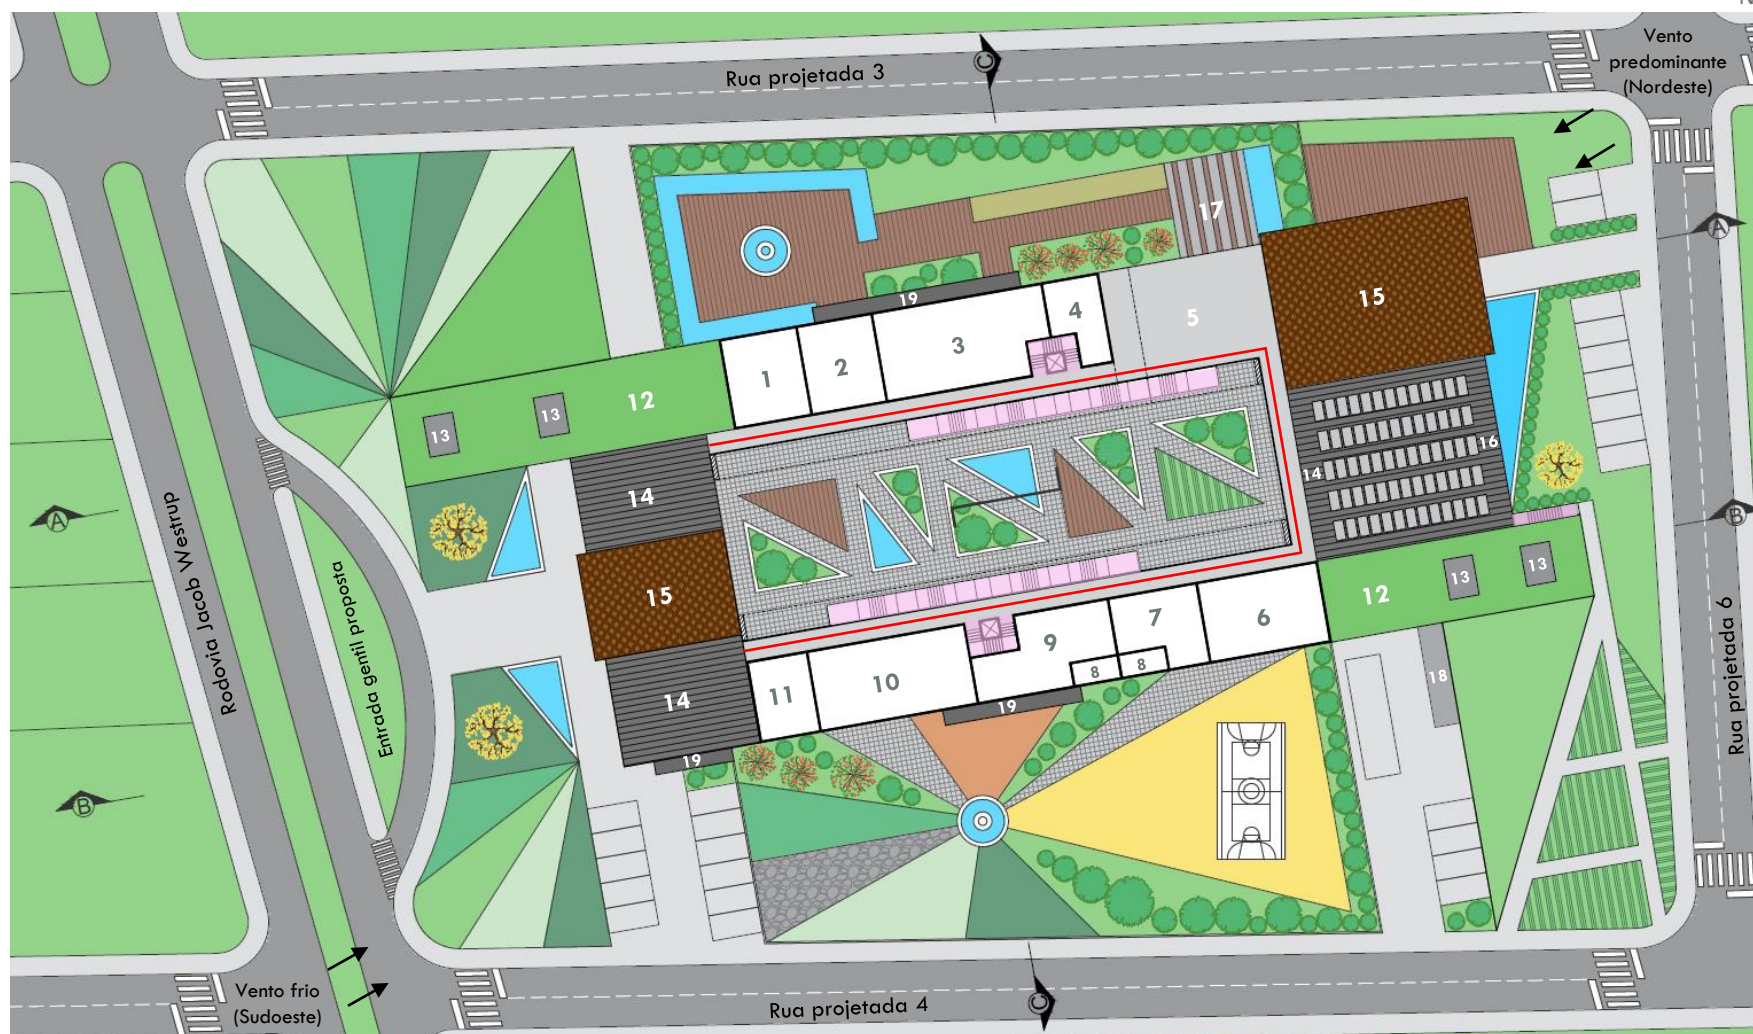 N
Vento
predominante
(Nordeste)
Rua projetada 3
C
17
A
15
19
4
5
3
2
1
12
13
13
14
16
14
15
14
A
Rodovia Jacob Westrup
Entrada gentil proposta
B
B
13
13
12
6
7
9
8
8
10
11
19
19
18
Rua projetada 6
Vento frio
(Sudoeste)
Rua projetada 4
C